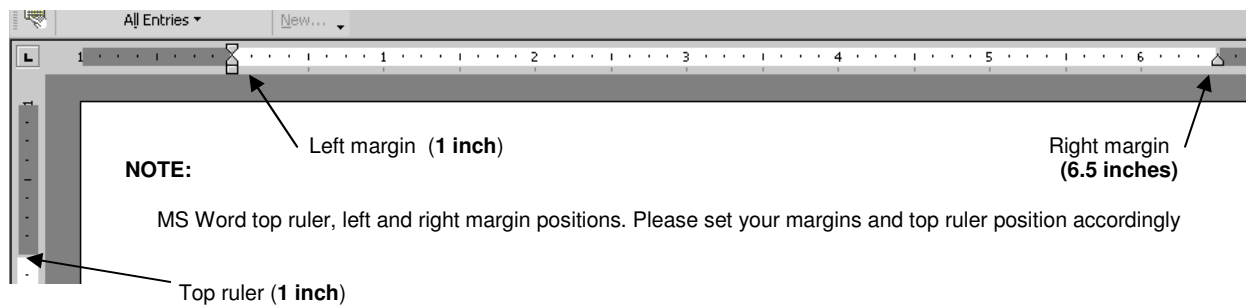 All Entries New...
L 1 1 2 3 4 5 6
1
Left margin (1 inch) Right margin
NOTE: (6.5 inches)
MS Word top ruler, left and right margin positions. Please set your margins and top ruler position accordingly
Top ruler (1 inch)